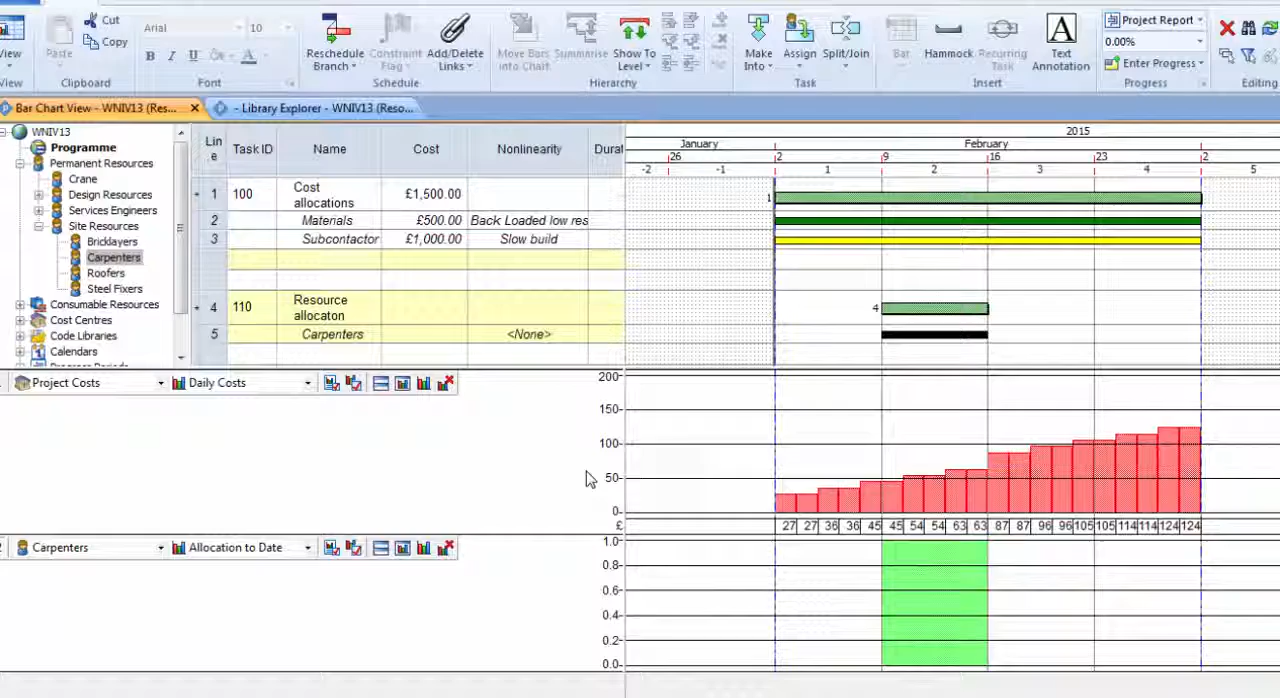 Cut
Copy
Paste
View
Arial
10
B I U A
Reschedule Branch
Constraint Flag
Add/Delete Links
Move Bars into Chart
Summarise
Show To Level
Make Into
Assign
Split/Join
Bar
Hammock
Recurring Task
Text Annotation
Project Report
0.00%
Enter Progress
View
Clipboard
Font
Schedule
Hierarchy
Task
Insert
Progress
Editing
Bar Chart View - WNIV13 (Res...
- Library Explorer - WNIV13 (Reso...
WNIV13
Programme
Permanent Resources
Crane
Design Resources
Services Engineers
Site Resources
Bricklayers
Carpenters
Roofers
Steel Fixers
Consumable Resources
Cost Centres
Code Libraries
Calendars
Line Task ID Name Cost Nonlinearity Durat
1 100 Cost allocations £1,500.00
2 Materials £500.00 Back Loaded low res
3 Subcontactor £1,000.00 Slow build
4 110 Resource allocaton
5 Carpenters <None>
2015
January February
26 2 9 16 23 2
-2 -1 1 2 3 4 5
1
4
Project Costs
Daily Costs
200
150
100
50
0
£ 27 27 36 36 45 45 54 54 63 63 87 87 96 96 105 105 114 114 124 124
2 Carpenters
Allocation to Date
1.0
0.8
0.6
0.4
0.2
0.0